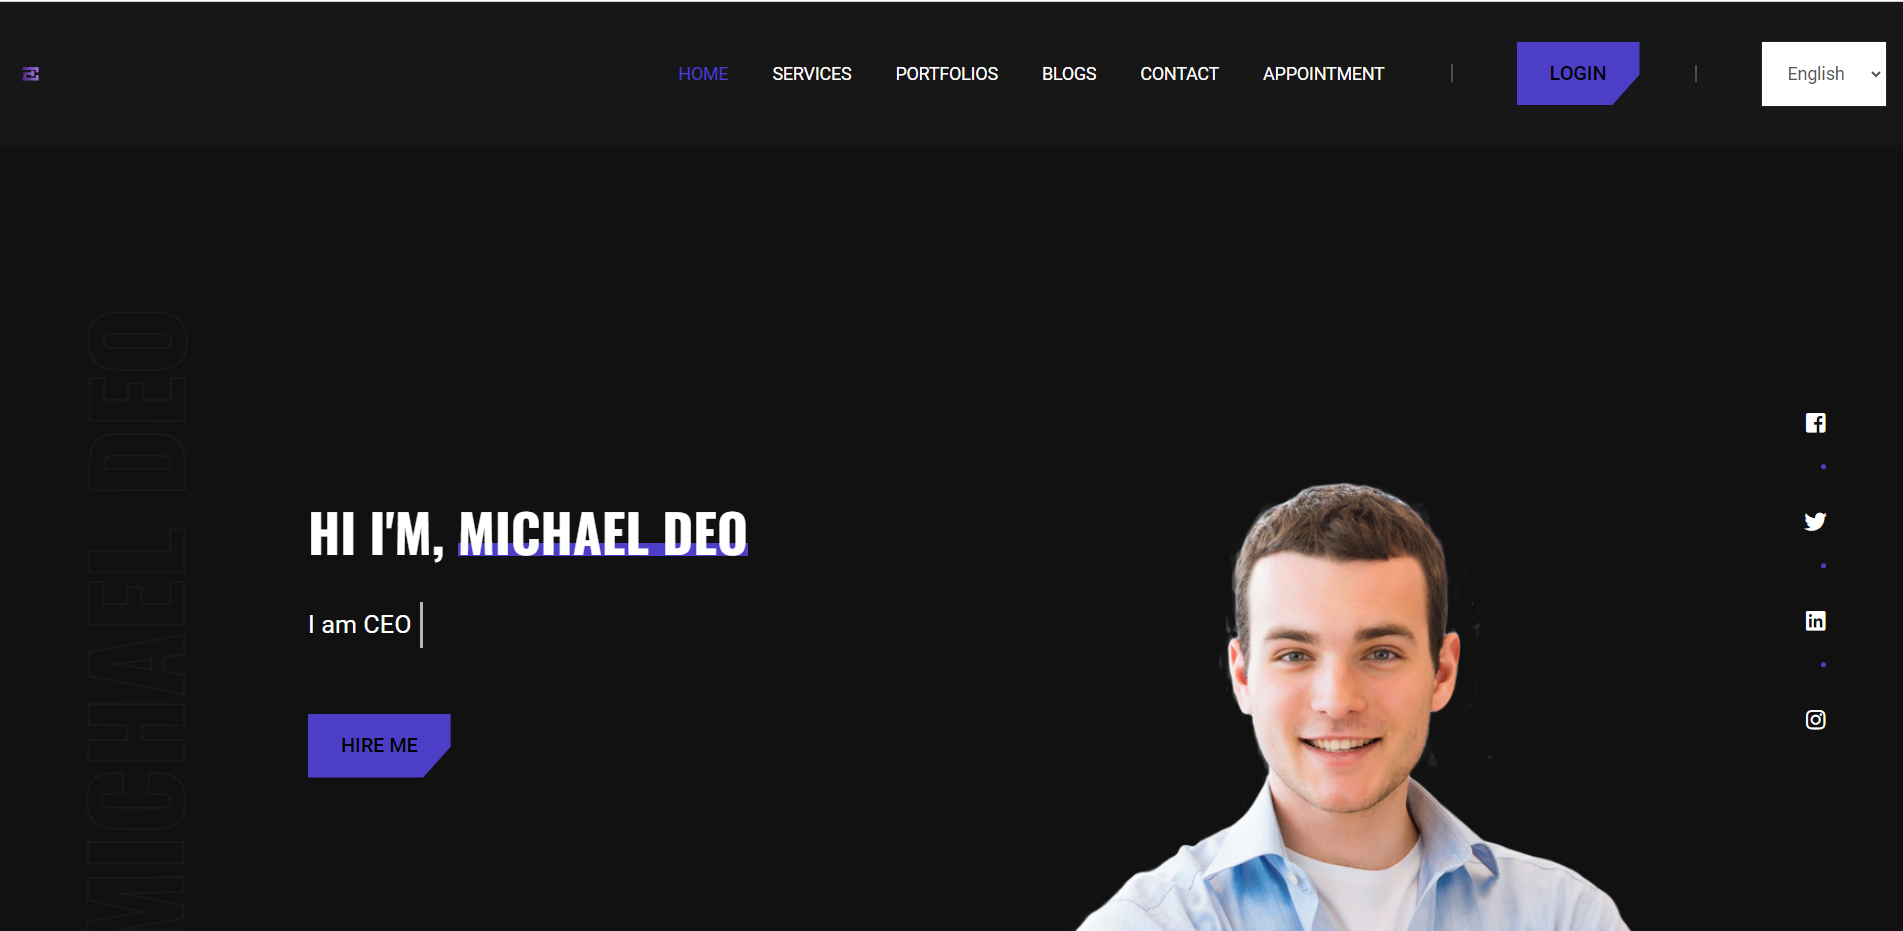 HOME SERVICES PORTFOLIOS BLOGS CONTACT APPOINTMENT | LOGIN | English
MICHAEL DEO
HI I'M, MICHAEL DEO
I am CEO
HIRE ME